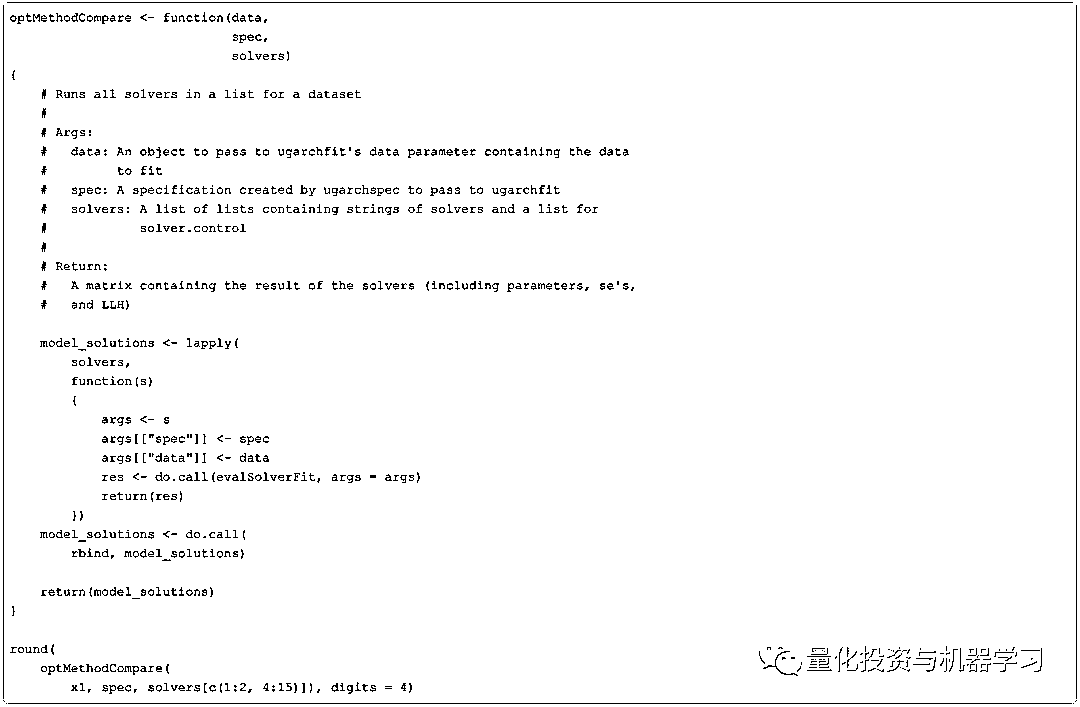 optMethodCompare <- function(data,
                             spec,
                             solvers)
{
    # Runs all solvers in a list for a dataset
    #
    # Args:
    #   data: An object to pass to ugarchfit's data parameter containing the data
    #         to fit
    #   spec: A specification created by ugarchspec to pass to ugarchfit
    #   solvers: A list of lists containing strings of solvers and a list for
    #            solver.control
    #
    # Return:
    #   A matrix containing the result of the solvers (including parameters, se's,
    #   and LLH)
    model_solutions <- lapply(
        solvers,
        function(s)
        {
            args <- s
            args[["spec"]] <- spec
            args[["data"]] <- data
            res <- do.call(evalSolverFit, args = args)
            return(res)
        })
    model_solutions <- do.call(
        rbind, model_solutions)
    return(model_solutions)
}
round(
    optMethodCompare(
        x1, spec, solvers[c(1:2, 4:15)]), digits = 4)
量化投资与机器学习